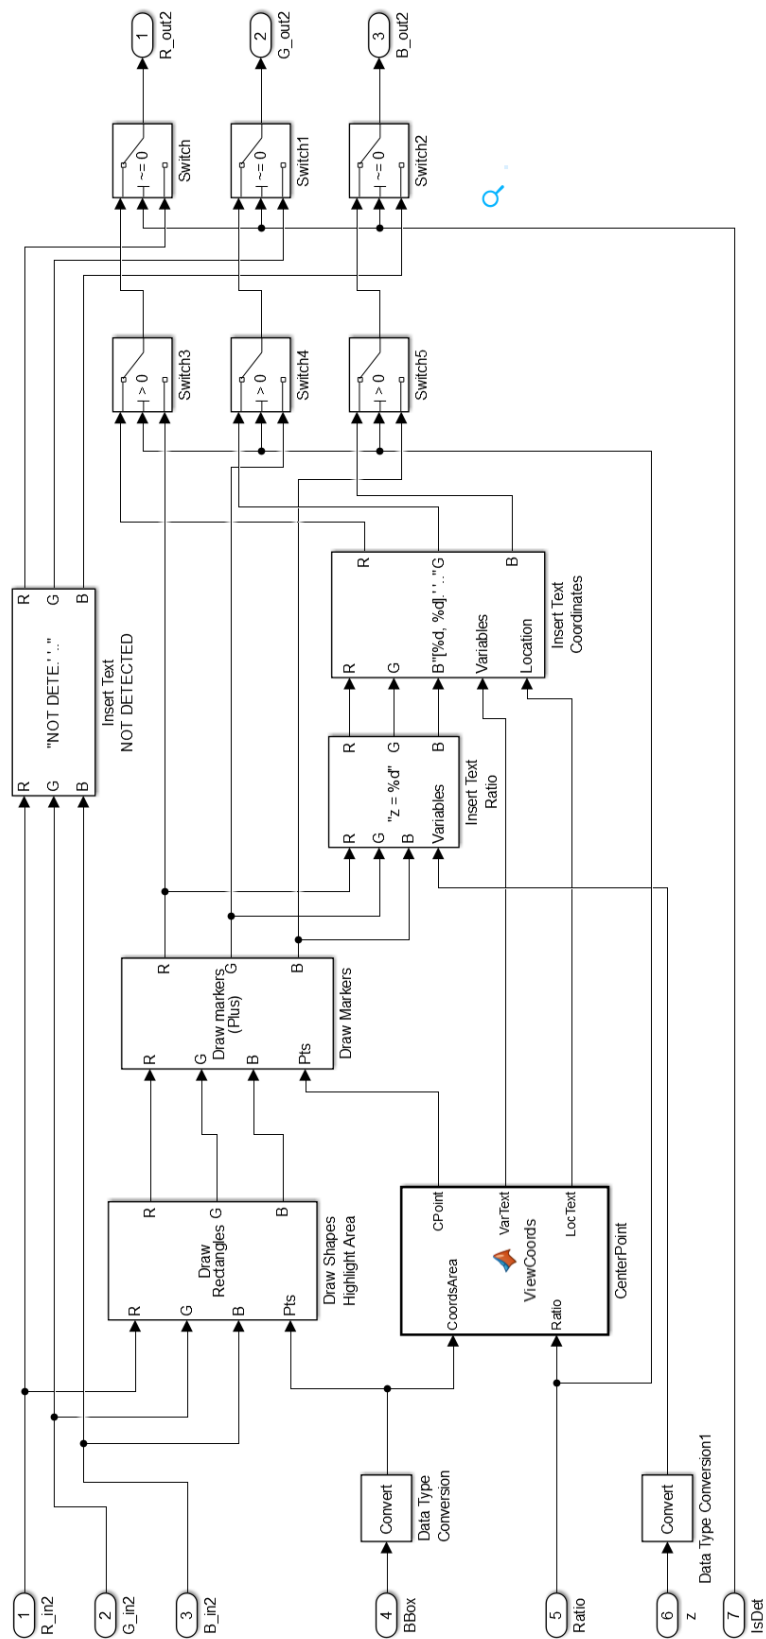 1
R_in2
2
G_in2
3
B_in2
4
BBox
5
Ratio
6
z
7
IsDet
Convert
Data Type
Conversion
Convert
Data Type Conversion1
R
G
B
Pts
Draw
Rectangles
R
G
B
Draw Shapes
Highlight Area
CoordsArea
Ratio
ViewCoords
CPoint
VarText
LocText
CenterPoint
R
G
B
Pts
Draw markers
(Plus)
R
G
B
Draw Markers
R
G
B
Variables
"z = %d"
R
G
B
Insert Text
Ratio
R
G
B
Variables
Location
"[%d, %d].' ' .."
R
G
B
Insert Text
Coordinates
R
G
B
"NOT DETE.' ' .."
R
G
B
Insert Text
NOT DETECTED
> 0
Switch3
> 0
Switch4
> 0
Switch5
~= 0
Switch
~= 0
Switch1
~= 0
Switch2
1
R_out2
2
G_out2
3
B_out2